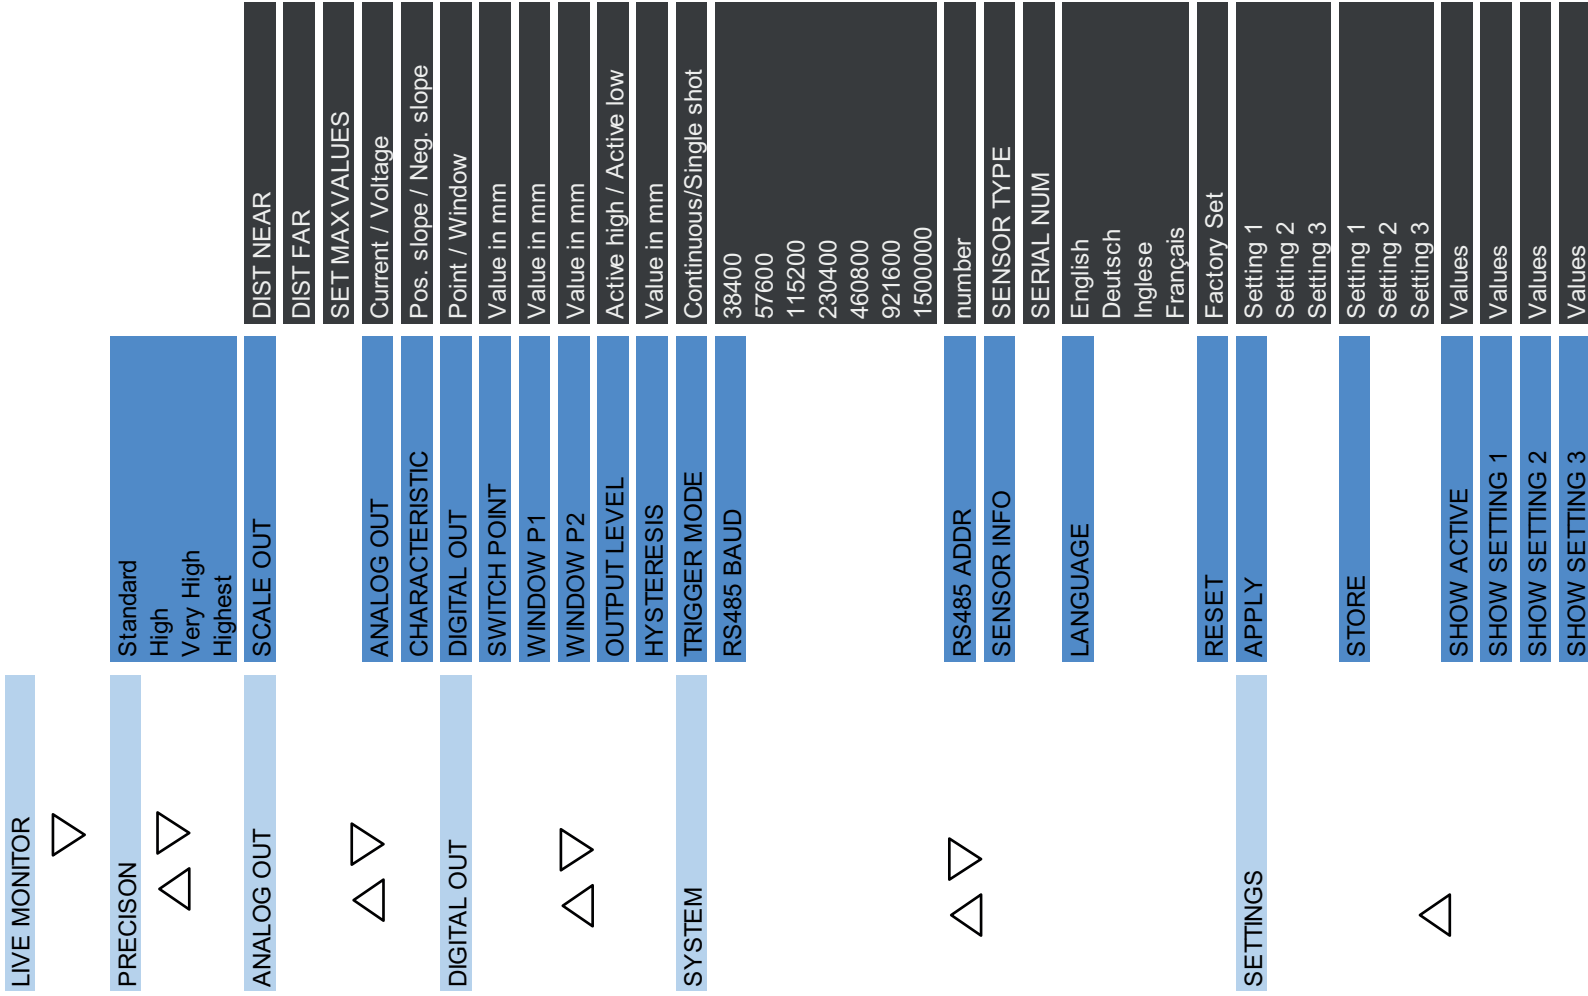 LIVE MONITOR
PRECISON
Standard
High
Very High
Highest
ANALOG OUT
SCALE OUT
DIST NEAR
DIST FAR
SET MAX VALUES
ANALOG OUT
Current / Voltage
CHARACTERISTIC
Pos. slope / Neg. slope
DIGITAL OUT
DIGITAL OUT
Point / Window
SWITCH POINT
Value in mm
WINDOW P1
Value in mm
WINDOW P2
Value in mm
OUTPUT LEVEL
Active high / Active low
HYSTERESIS
Value in mm
SYSTEM
TRIGGER MODE
Continuous/Single shot
RS485 BAUD
38400
57600
115200
230400
460800
921600
1500000
RS485 ADDR
number
SENSOR INFO
SENSOR TYPE
SERIAL NUM
LANGUAGE
English
Deutsch
Inglese
Français
RESET
Factory Set
SETTINGS
APPLY
Setting 1
Setting 2
Setting 3
STORE
Setting 1
Setting 2
Setting 3
SHOW ACTIVE
Values
SHOW SETTING 1
Values
SHOW SETTING 2
Values
SHOW SETTING 3
Values